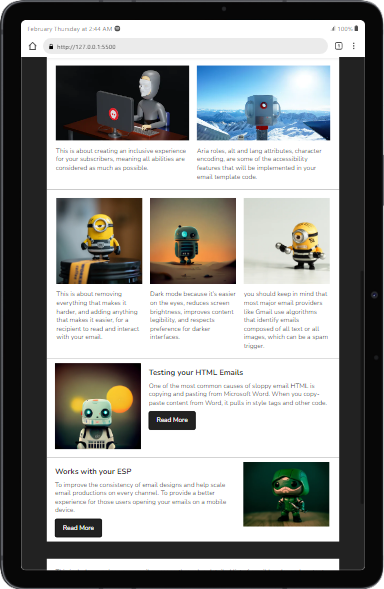 February Thursday at 2:44 AM
100%
http://127.0.0.1:5500
This is about creating an inclusive experience
for your subscribers, meaning all abilities are
considered as much as possible.
Aria roles, alt and lang attributes, character
encoding, are some of the accessibility
features that will be implemented in your
email template code.
This is about removing
everything that makes it
harder, and adding anything
that makes it easier, for a
recipient to read and interact
with your email.
Dark mode because it's easier
on the eyes, reduces screen
brightness, improves content
legibility, and respects
preference for darker
interfaces.
you should keep in mind that
most major email providers
like Gmail use algorithms
that identify emails
composed of all text or all
images, which can be a spam
trigger.
Testing your HTML Emails
One of the most common causes of sloppy email HTML is
copying and pasting from Microsoft Word. When you copy-
paste content from Word, it pulls in style tags and other code.
Read More
Works with your ESP
To improve the consistency of email designs and help scale
email productions on every channel. To provide a better
experience for those users opening your emails on a mobile
device.
Read More